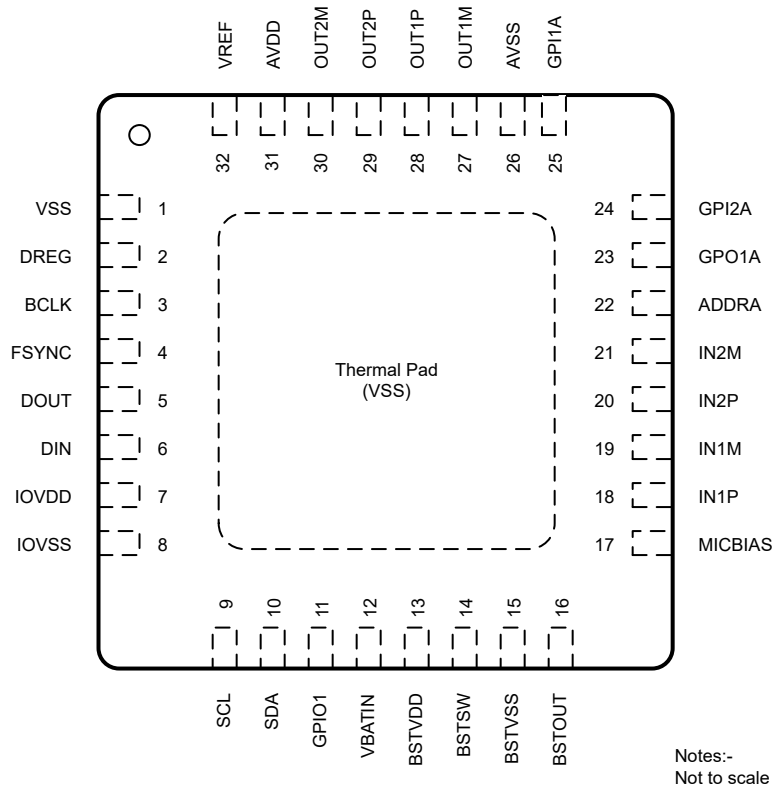 VREF
AVDD
OUT2M
OUT2P
OUT1P
OUT1M
AVSS
GPI1A
32
31
30
29
28
27
26
25
VSS 1
DREG 2
BCLK 3
FSYNC 4
DOUT 5
DIN 6
IOVDD 7
IOVSS 8
Thermal Pad
(VSS)
24 GPI2A
23 GPO1A
22 ADDRA
21 IN2M
20 IN2P
19 IN1M
18 IN1P
17 MICBIAS
9
10
11
12
13
14
15
16
SCL
SDA
GPIO1
VBATIN
BSTVDD
BSTSW
BSTVSS
BSTOUT
Notes:-
Not to scale